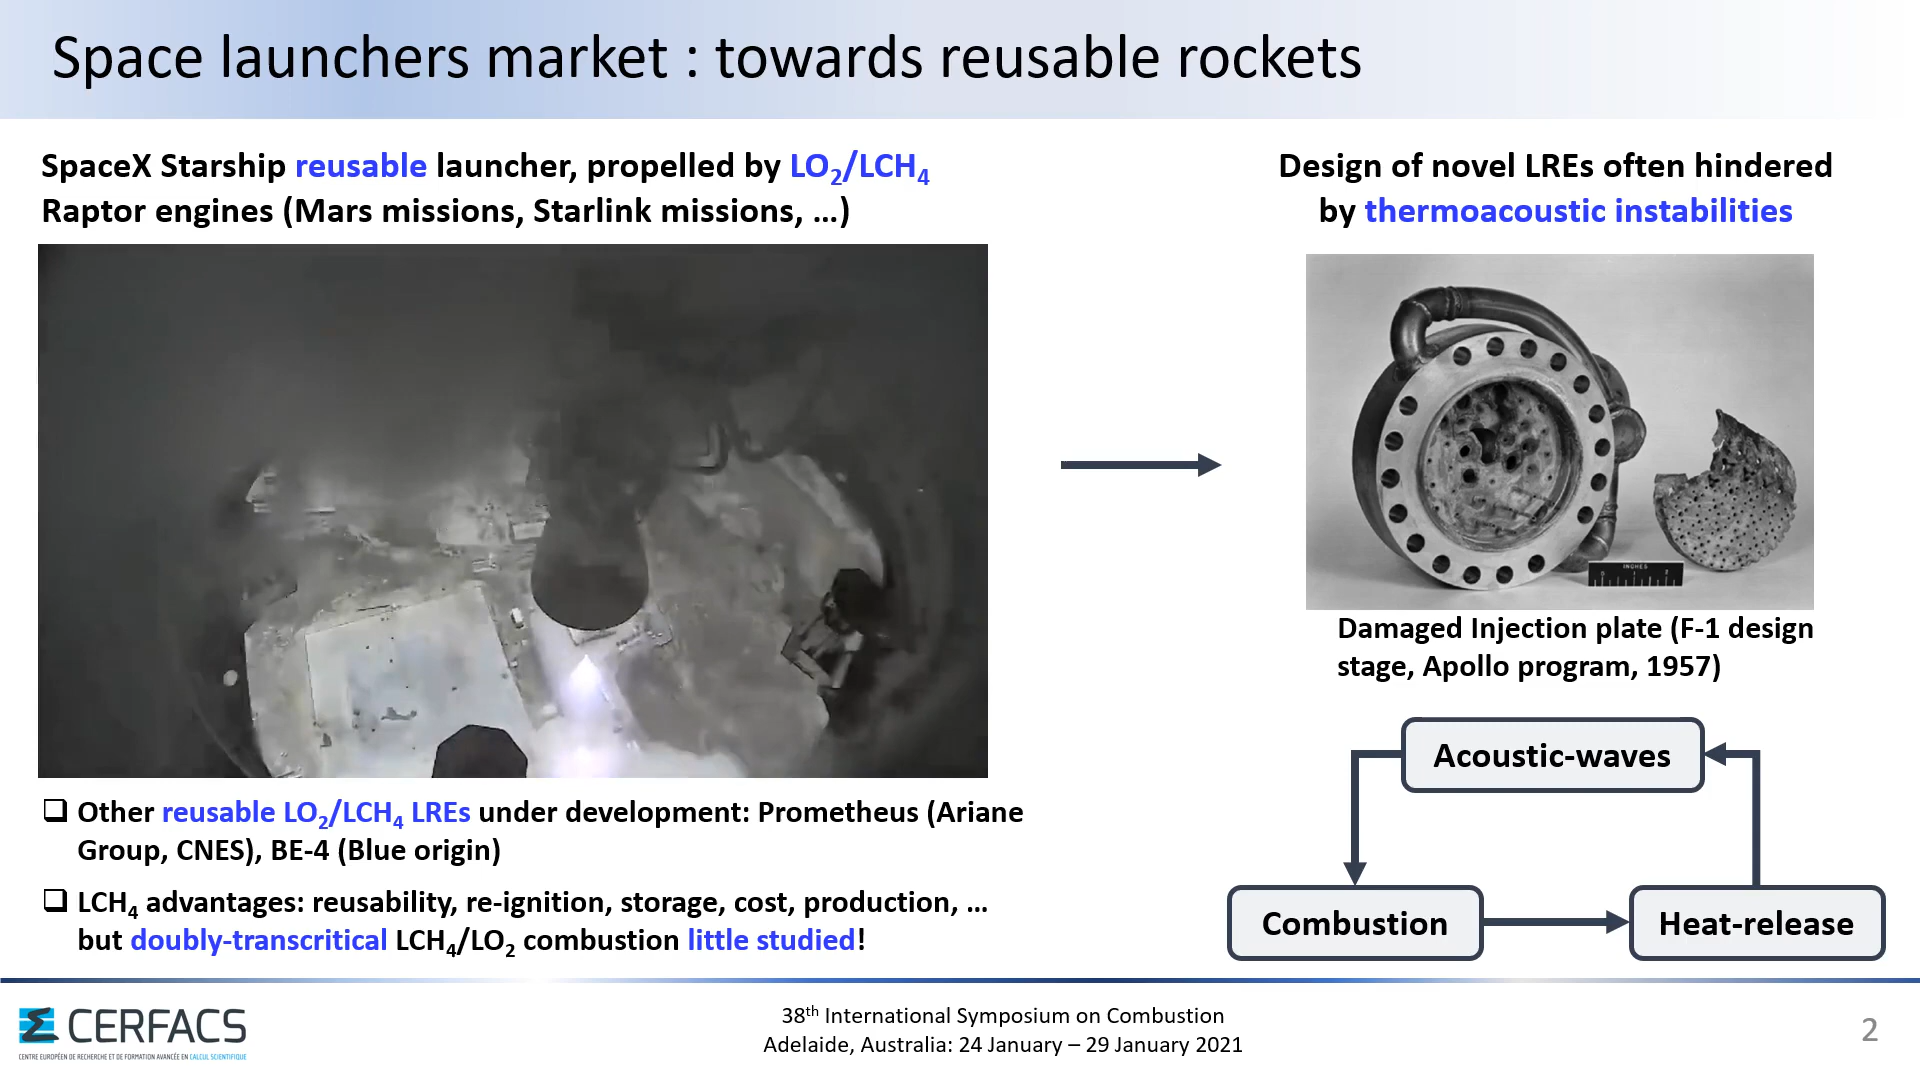 Space launchers market : towards reusable rockets
SpaceX Starship reusable launcher, propelled by LO₂/LCH₄
Raptor engines (Mars missions, Starlink missions, ...)
Design of novel LREs often hindered
by thermoacoustic instabilities
INCHES
0 1 2
Damaged Injection plate (F-1 design
stage, Apollo program, 1957)
Acoustic-waves
Combustion
Heat-release
❑ Other reusable LO₂/LCH₄ LREs under development: Prometheus (Ariane
Group, CNES), BE-4 (Blue origin)
❑ LCH₄ advantages: reusability, re-ignition, storage, cost, production, ...
but doubly-transcritical LCH₄/LO₂ combustion little studied!
CERFACS
CENTRE EUROPÉEN DE RECHERCHE ET DE FORMATION AVANCÉE EN CALCUL SCIENTIFIQUE
38ᵗʰ International Symposium on Combustion
Adelaide, Australia: 24 January – 29 January 2021
2